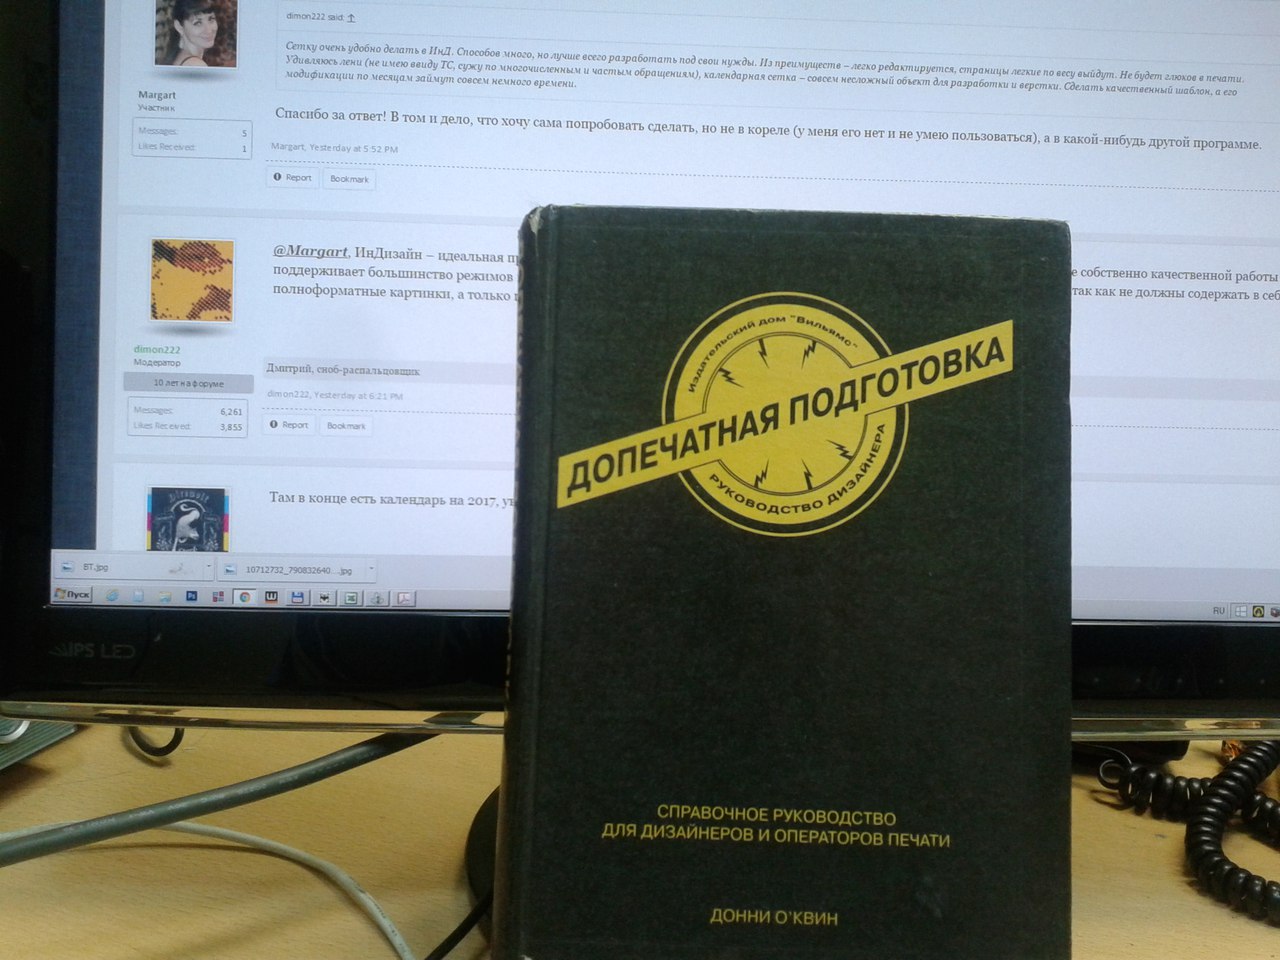 dimon222 said: ↑
Сетку очень удобно делать в ИнД. Способов много, но лучше всего разработать под свои нужды. Из преимуществ – легко редактируется, страницы легкие по весу выйдут. Не будет глюков в печати.
Удивляюсь лени (не имею ввиду ТС, сужу по многочисленным и частым обращениям), календарная сетка – совсем несложный объект для разработки и верстки. Сделать качественный шаблон, а его
модификации по месяцам займут совсем немного времени.
Margart
Участник
Messages: 5
Likes Received: 1
Спасибо за ответ! В том и дело, что хочу сама попробовать сделать, но не в кореле (у меня его нет и не умею пользоваться), а в какой-нибудь другой программе.
Margart, Yesterday at 5:52 PM
Report Bookmark
@Margart, ИнДизайн – идеальная
поддерживает большинство режимов е собственно качественной работы
полноформатные картинки, а только так как не должны содержать в
dimon222
Модератор
10 лет на форуме
Messages: 6,261
Likes Received: 3,855
Дмитрий, сноб-распальцовщик
dimon222, Yesterday at 6:21 PM
Report Bookmark
Там в конце есть календарь на 2017,
BT.jpg
10712732_790832640....jpg
Пуск
RU
IPS LED
Издательский дом "Вильямс"
ДОПЕЧАТНАЯ ПОДГОТОВКА
РУКОВОДСТВО ДИЗАЙНЕРА
СПРАВОЧНОЕ РУКОВОДСТВО
ДЛЯ ДИЗАЙНЕРОВ И ОПЕРАТОРОВ ПЕЧАТИ
ДОННИ О'КВИН